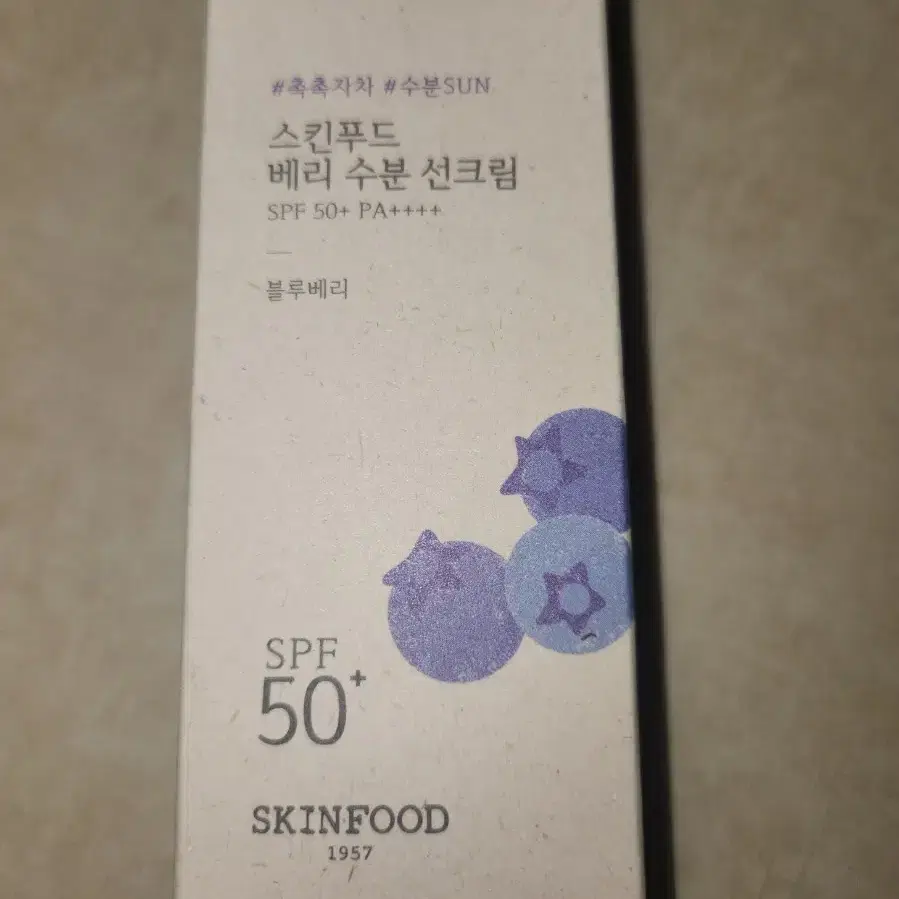 #촉촉자차 #수분SUN
스킨푸드
베리 수분 선크림
SPF 50+ PA++++
블루베리
SPF
50+
SKINFOOD
1957